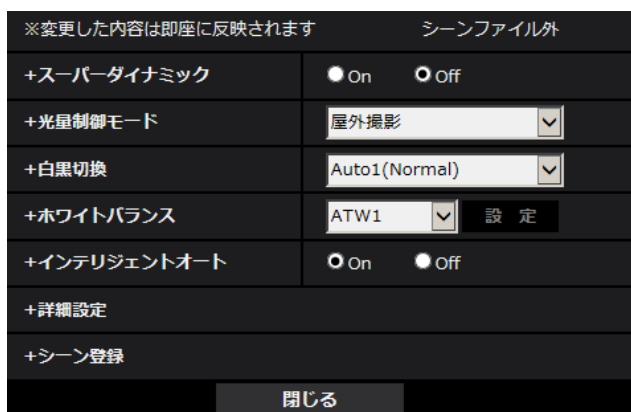 ※変更した内容は即座に反映されます シーンファイル外
+スーパーダイナミック On Off
+光量制御モード 屋外撮影
+白黒切換 Auto1(Normal)
+ホワイトバランス ATW1 設 定
+インテリジェントオート On Off
+詳細設定
+シーン登録
閉じる